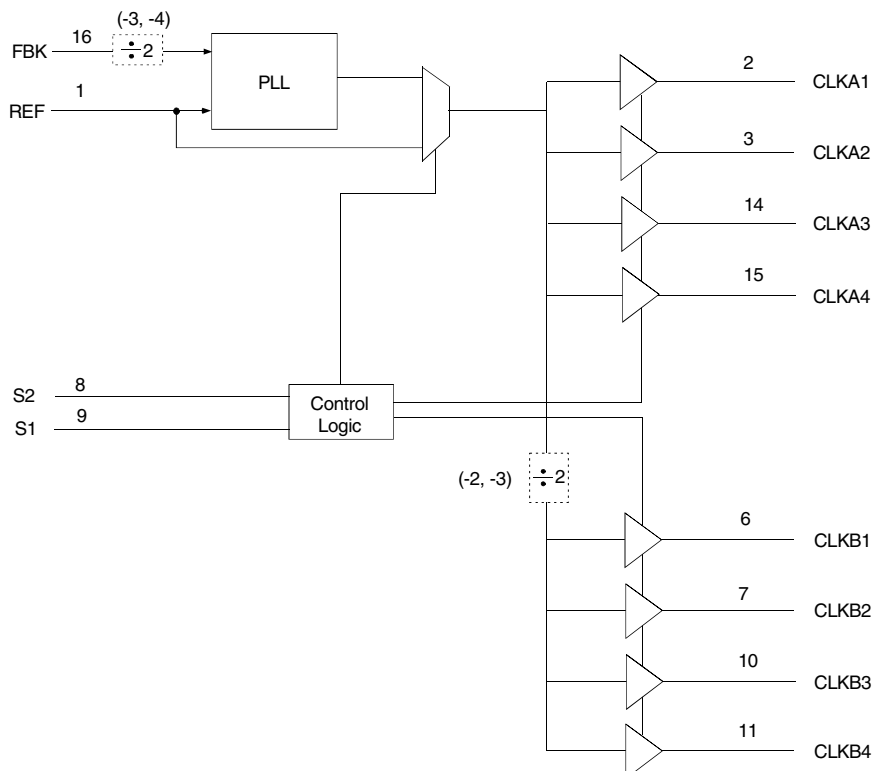 (-3, -4)
FBK 16 ÷2
PLL
REF 1
2 CLKA1
3 CLKA2
14 CLKA3
15 CLKA4
S2 8
S1 9
Control
Logic
(-2, -3) ÷2
6 CLKB1
7 CLKB2
10 CLKB3
11 CLKB4